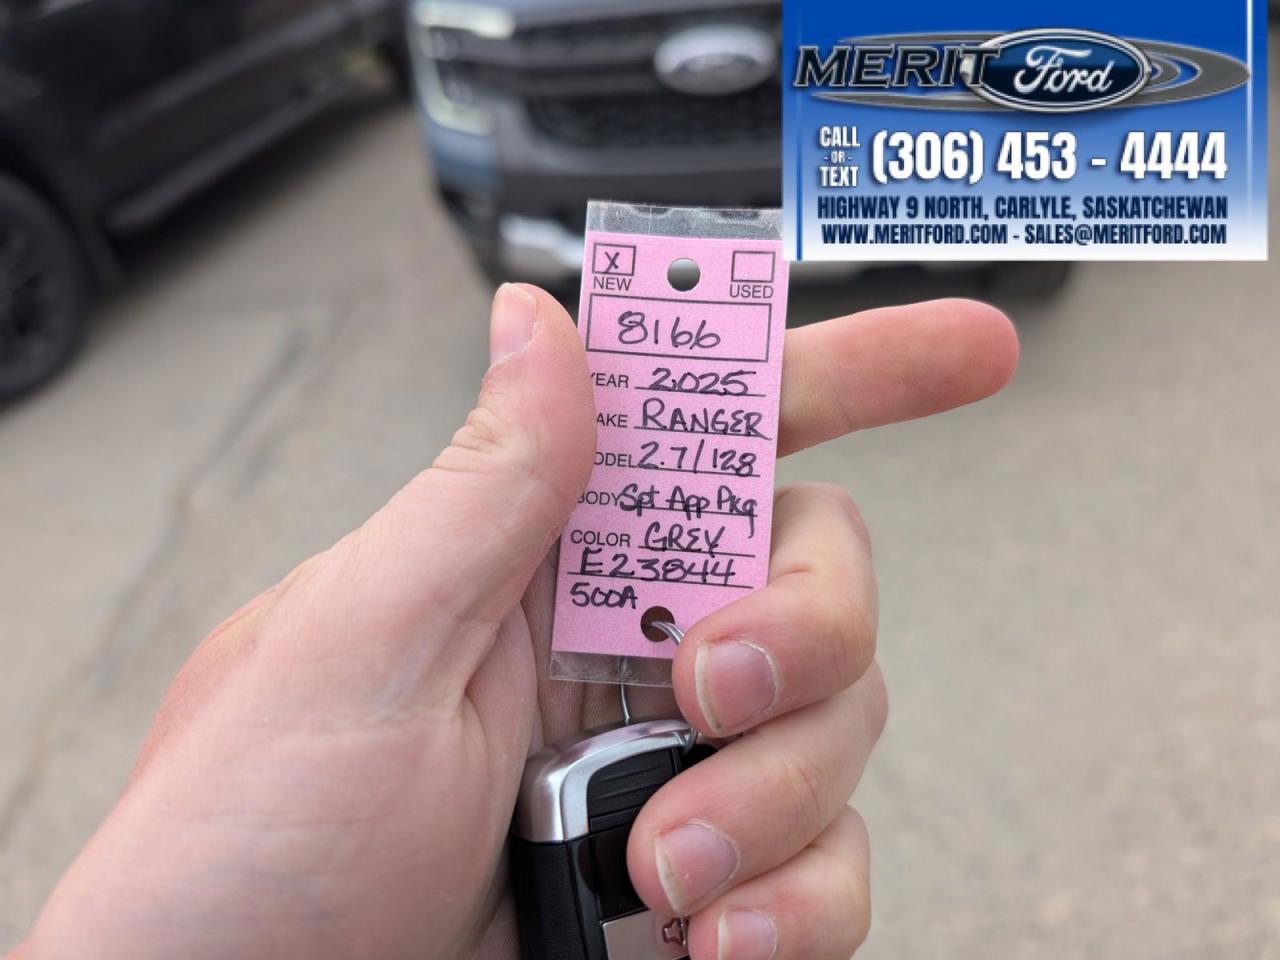 MERIT Ford
CALL
- OR -
TEXT
(306) 453 - 4444
HIGHWAY 9 NORTH, CARLYLE, SASKATCHEWAN
WWW.MERITFORD.COM - SALES@MERITFORD.COM
X
NEW
USED
8166
YEAR 2025
AKE RANGER
ODEL 2.7/128
BODY Spt App Pkg
COLOR GREY
E23844
500A